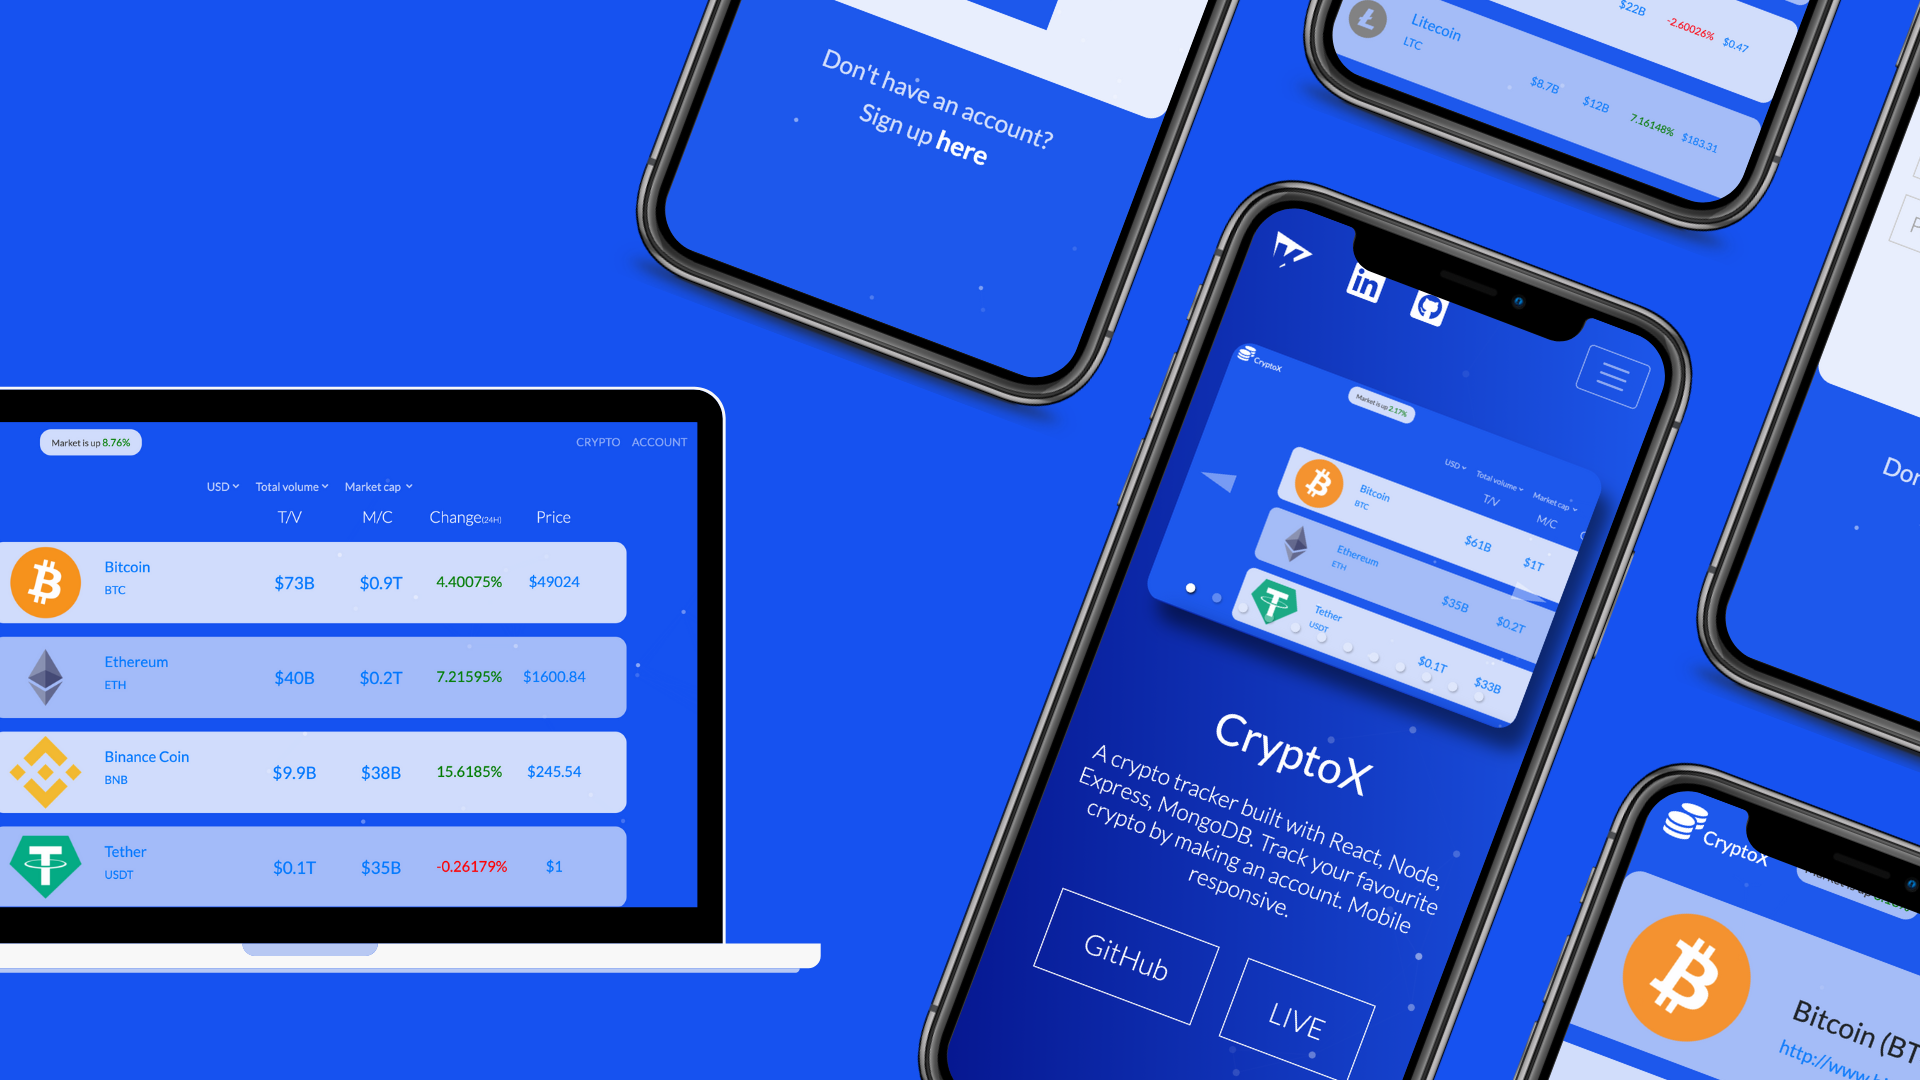 Don't have an account?
Sign up here
$22B
-2.60026%
$0.47
Litecoin
LTC
$8.7B
$12B
7.16148%
$183.31
Market is up 8.76%
CRYPTO
ACCOUNT
USD
Total volume
Market cap
T/V
M/C
Change(24H)
Price
Bitcoin
BTC
$73B
$0.9T
4.40075%
$49024
Ethereum
ETH
$40B
$0.2T
7.21595%
$1600.84
Binance Coin
BNB
$9.9B
$38B
15.6185%
$245.54
Tether
USDT
$0.1T
$35B
-0.26179%
$1
in
CryptoX
Market is up 2.17%
USD
Total volume
Market cap
T/V
M/C
Bitcoin
BTC
$61B
$1T
Ethereum
ETH
$35B
$0.2T
Tether
USDT
$0.1T
$33B
CryptoX
A crypto tracker built with React, Node,
Express, MongoDB. Track your favourite
crypto by making an account. Mobile
responsive.
GitHub
LIVE
Don
CryptoX
Bitcoin (BT
http://www.